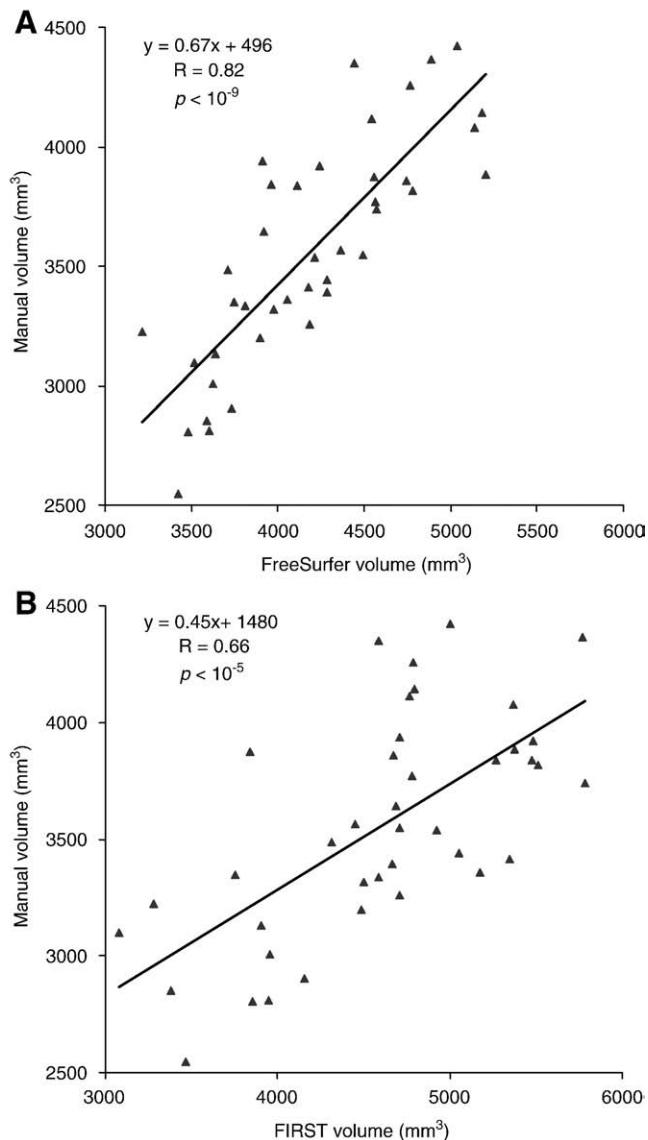 A
4500
y = 0.67x + 496
R = 0.82
p < 10-9
4000
Manual volume (mm3)
3500
3000
2500
3000 3500 4000 4500 5000 5500 6000
FreeSurfer volume (mm3)
B
4500
y = 0.45x+ 1480
R = 0.66
p < 10-5
4000
Manual volume (mm3)
3500
3000
2500
3000 4000 5000 6000
FIRST volume (mm3)